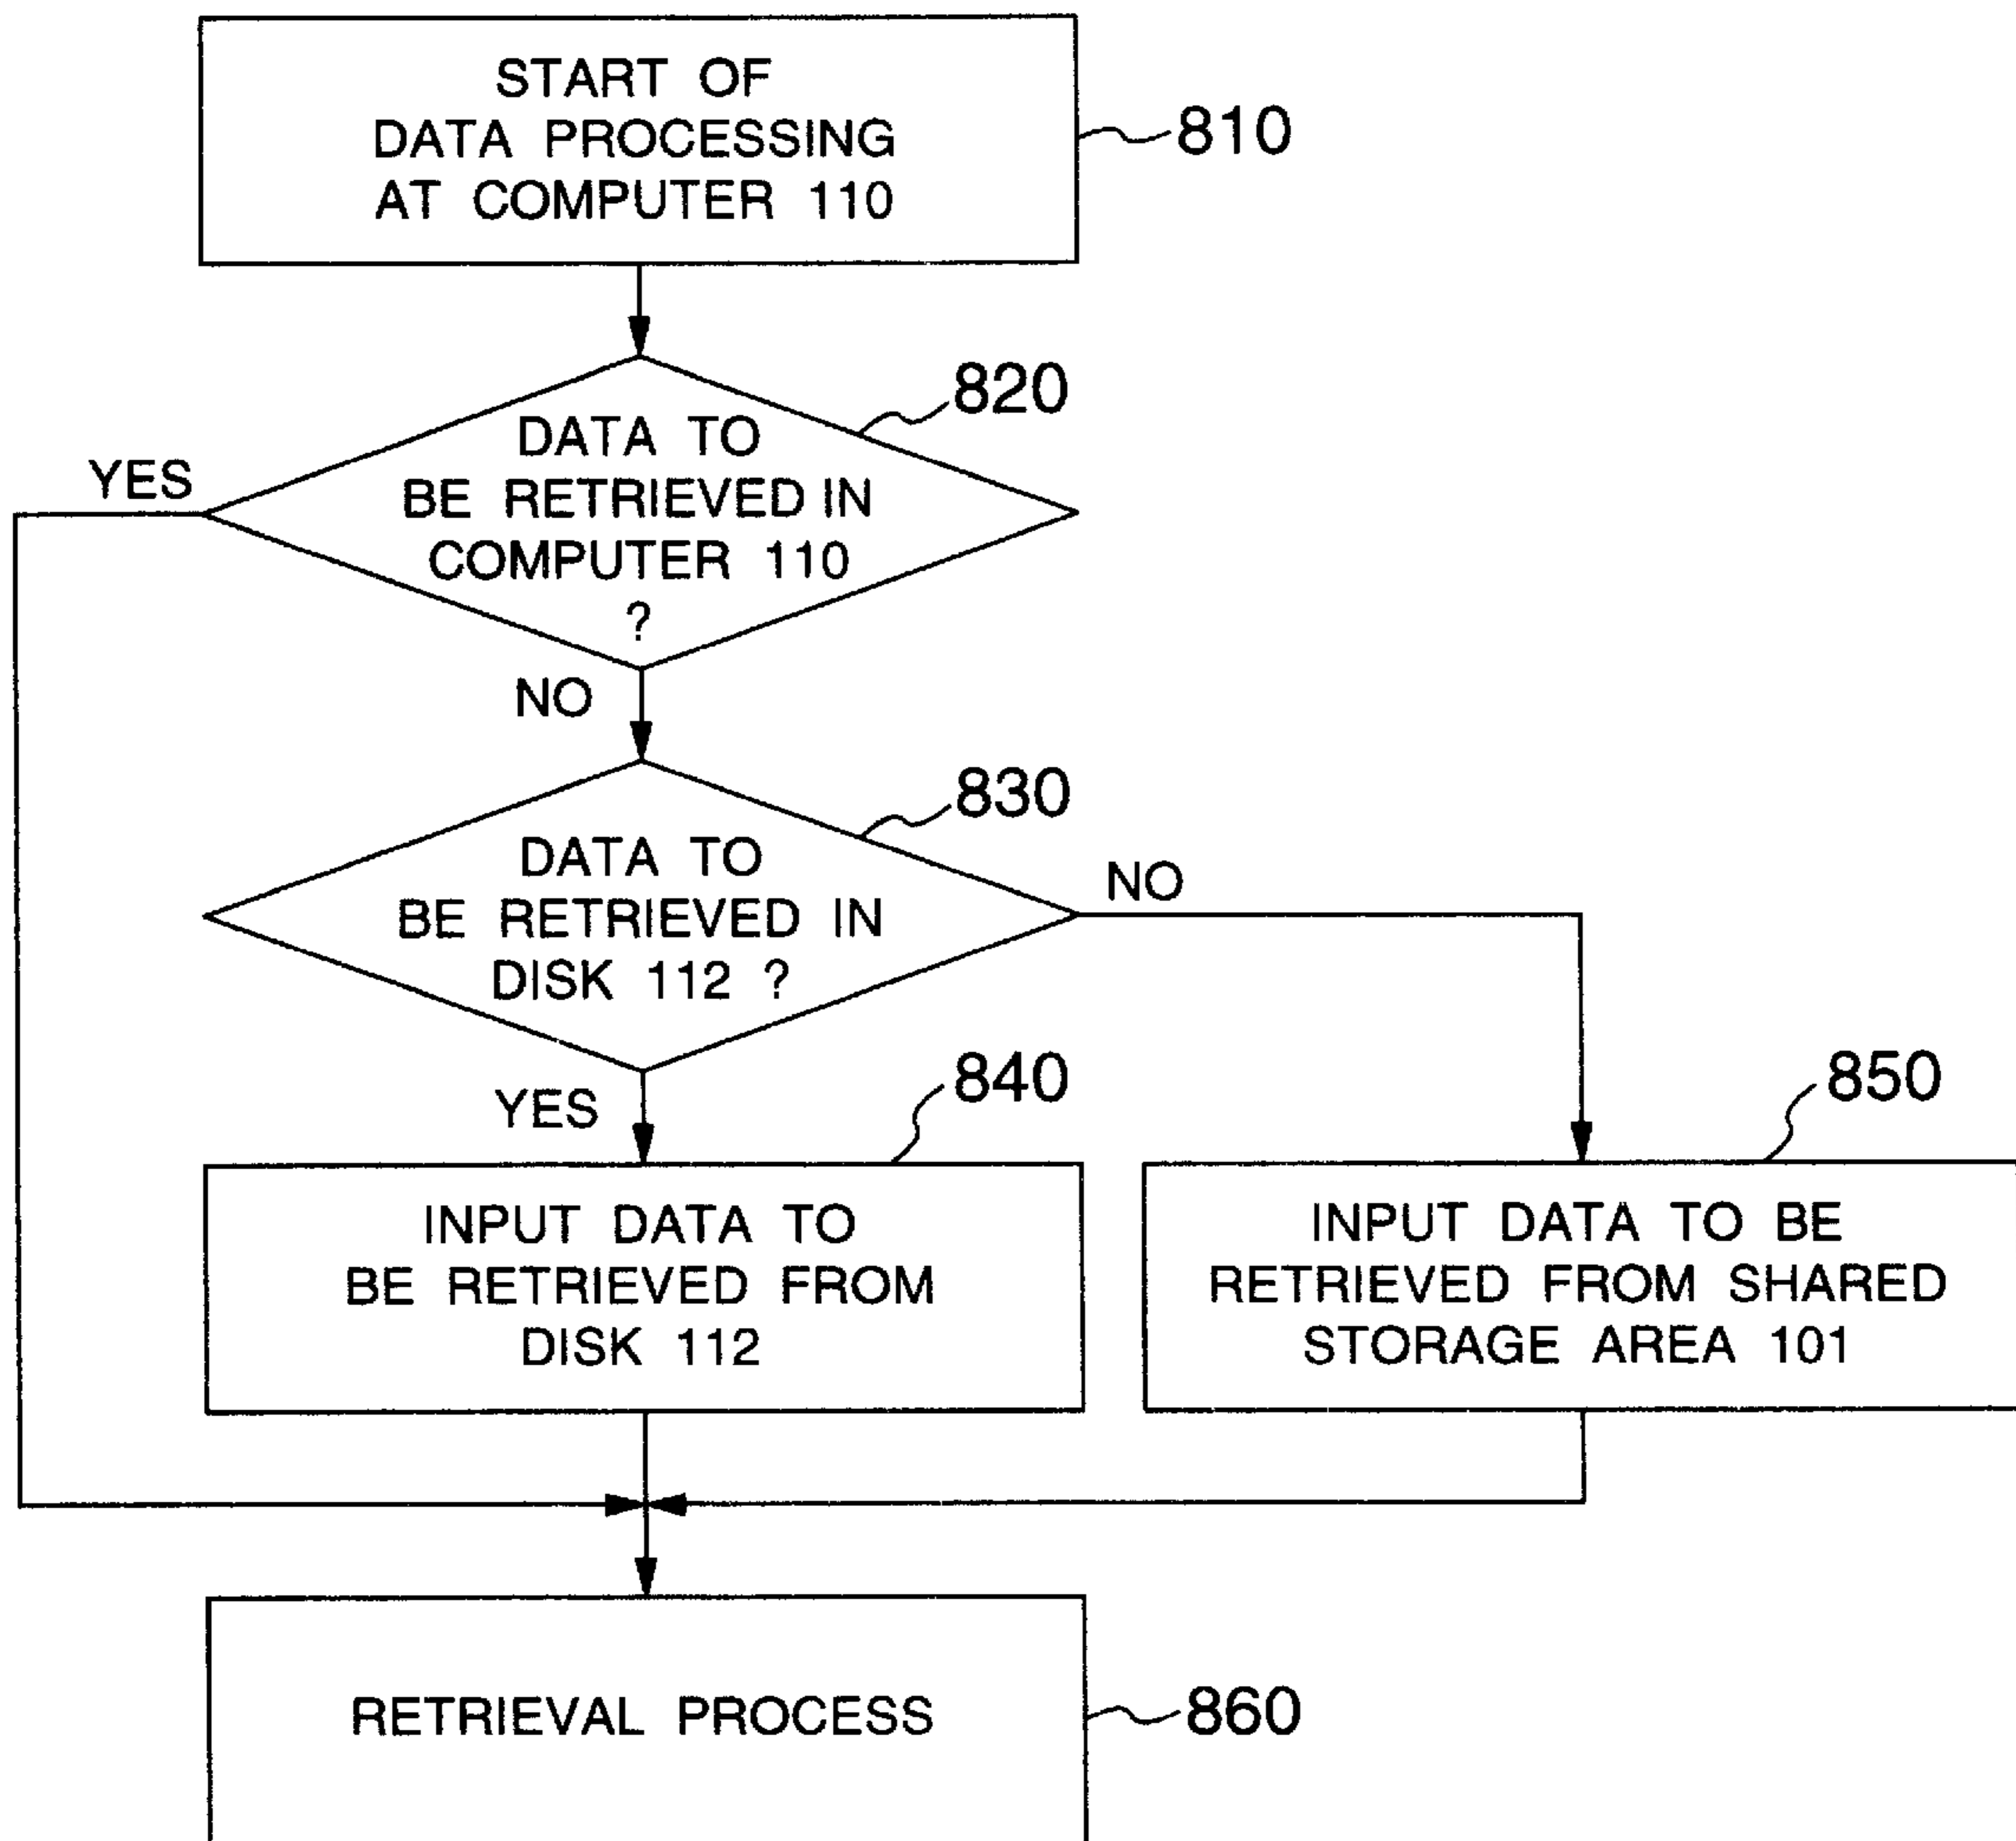 START OF
DATA PROCESSING
AT COMPUTER 110
810
820
DATA TO
BE RETRIEVED IN
COMPUTER 110
?
YES
NO
830
DATA TO
BE RETRIEVED IN
DISK 112 ?
NO
YES
840
850
INPUT DATA TO
BE RETRIEVED FROM
DISK 112
INPUT DATA TO BE
RETRIEVED FROM SHARED
STORAGE AREA 101
RETRIEVAL PROCESS
860